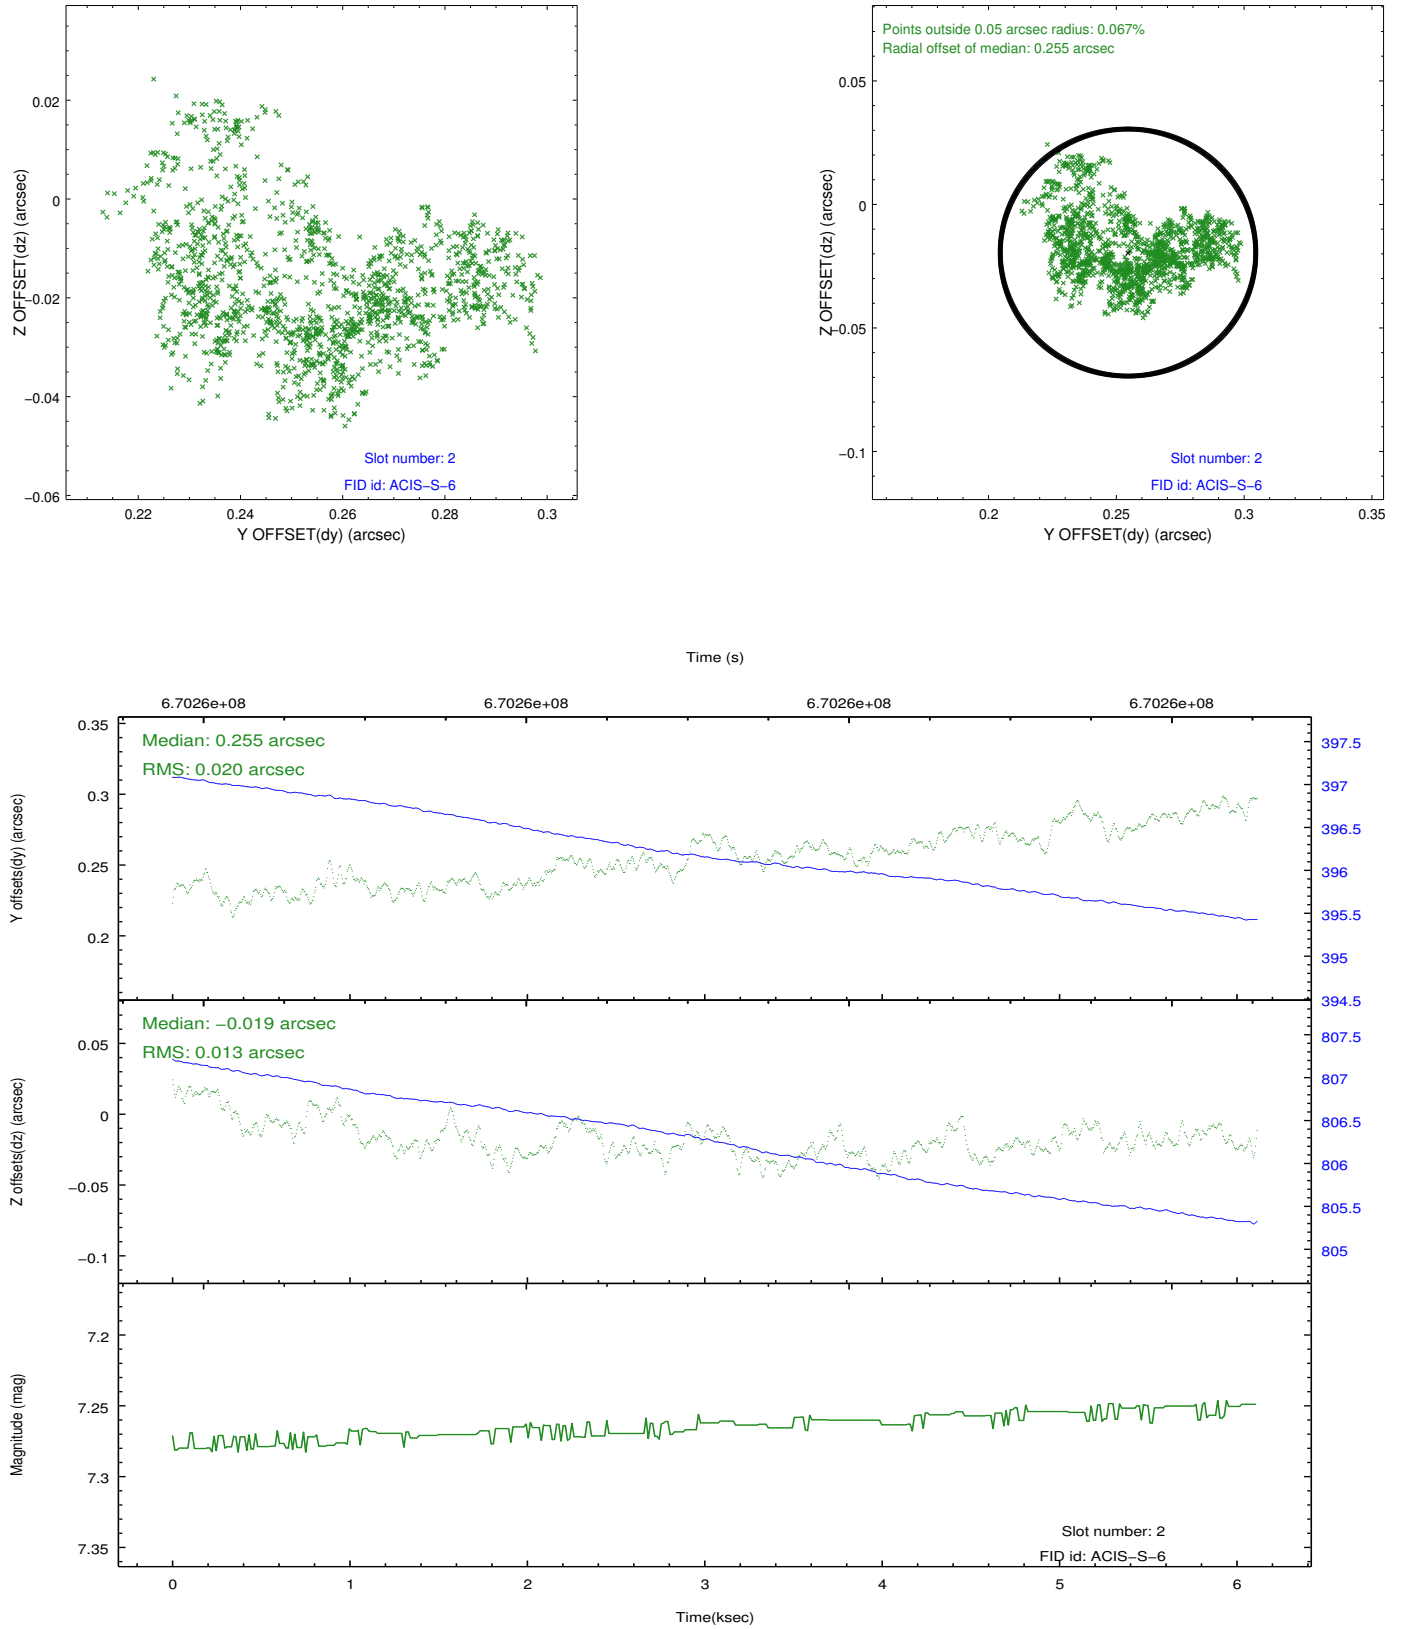 0.02
0
−0.02
−0.04
−0.06
Z OFFSET(dz) (arcsec)
0.22 0.24 0.26 0.28 0.3
Y OFFSET(dy) (arcsec)
Slot number: 2
FID id: ACIS−S−6
Points outside 0.05 arcsec radius: 0.067%
Radial offset of median: 0.255 arcsec
0.05
0
−0.05
−0.1
Z OFFSET(dz) (arcsec)
0.2 0.25 0.3 0.35
Y OFFSET(dy) (arcsec)
Slot number: 2
FID id: ACIS−S−6
Time (s)
6.7026e+08 6.7026e+08 6.7026e+08 6.7026e+08
Median: 0.255 arcsec
RMS: 0.020 arcsec
0.35
0.3
0.25
0.2
Y offsets(dy) (arcsec)
397.5
397
396.5
396
395.5
395
394.5
Median: −0.019 arcsec
RMS: 0.013 arcsec
0.05
0
−0.05
−0.1
Z offsets(dz) (arcsec)
807.5
807
806.5
806
805.5
805
7.2
7.25
7.3
7.35
Magnitude (mag)
Slot number: 2
FID id: ACIS−S−6
0 1 2 3 4 5 6
Time(ksec)